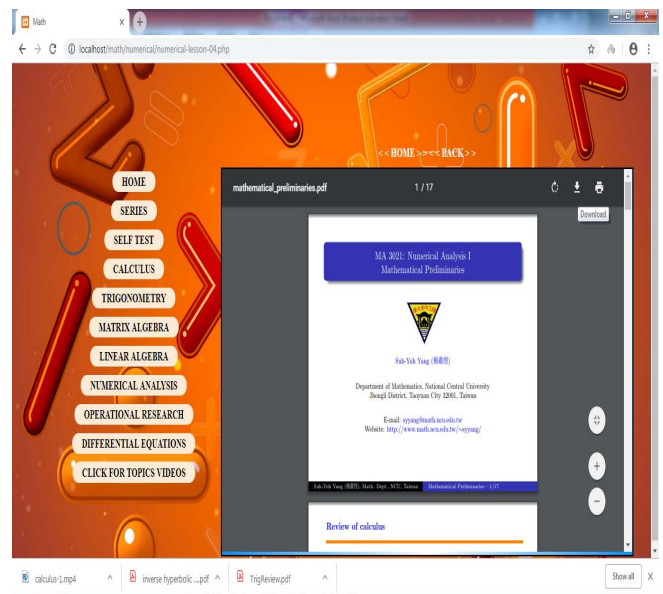 Math
localhost/math/numerical/numerical-lesson-04.php
<<HOME>><<BACK>>
HOME
SERIES
SELF TEST
CALCULUS
TRIGONOMETRY
MATRIX ALGEBRA
LINEAR ALGEBRA
NUMERICAL ANALYSIS
OPERATIONAL RESEARCH
DIFFERENTIAL EQUATIONS
CLICK FOR TOPICS VIDEOS
mathematical_preliminaries.pdf 1 / 17
Download
MA 3021: Numerical Analysis I
Mathematical Preliminaries
Suh-Yuh Yang (楊肅煜)
Department of Mathematics, National Central University
Jhongli District, Taoyuan City 32001, Taiwan
E-mail: syyang@math.ncu.edu.tw
Website: http://www.math.ncu.edu.tw/~syyang/
Suh-Yuh Yang (楊肅煜), Math. Dept., NCU, Taiwan Mathematical Preliminaries – 1/17
Review of calculus
calculus-1.mp4 inverse hyperbolic ....pdf TrigReview.pdf Show all